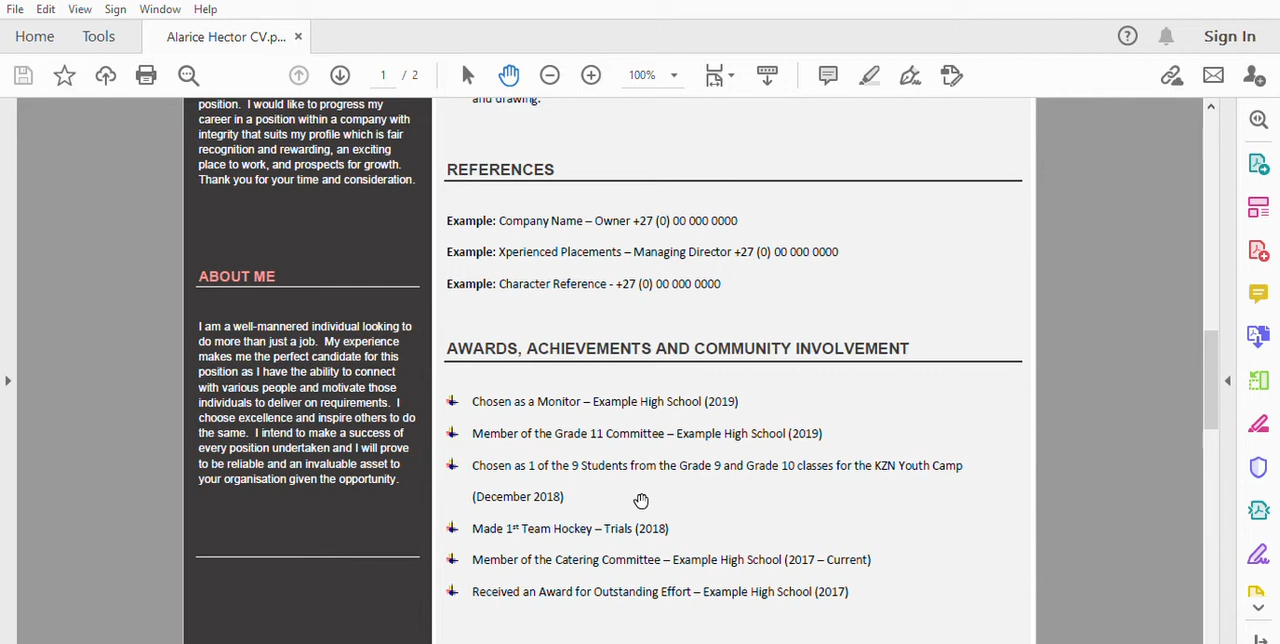 File Edit View Sign Window Help
Home Tools Alarice Hector CV.p... × Sign In
1 / 2 100%
position. I would like to progress my
career in a position within a company with
integrity that suits my profile which is fair
recognition and rewarding, an exciting
place to work, and prospects for growth.
Thank you for your time and consideration.
ABOUT ME
I am a well-mannered individual looking to
do more than just a job. My experience
makes me the perfect candidate for this
position as I have the ability to connect
with various people and motivate those
individuals to deliver on requirements. I
choose excellence and inspire others to do
the same. I intend to make a success of
every position undertaken and I will prove
to be reliable and an invaluable asset to
your organisation given the opportunity.
and drawing.
REFERENCES
Example: Company Name – Owner +27 (0) 00 000 0000
Example: Xperienced Placements – Managing Director +27 (0) 00 000 0000
Example: Character Reference - +27 (0) 00 000 0000
AWARDS, ACHIEVEMENTS AND COMMUNITY INVOLVEMENT
Chosen as a Monitor – Example High School (2019)
Member of the Grade 11 Committee – Example High School (2019)
Chosen as 1 of the 9 Students from the Grade 9 and Grade 10 classes for the KZN Youth Camp
(December 2018)
Made 1st Team Hockey – Trials (2018)
Member of the Catering Committee – Example High School (2017 – Current)
Received an Award for Outstanding Effort – Example High School (2017)